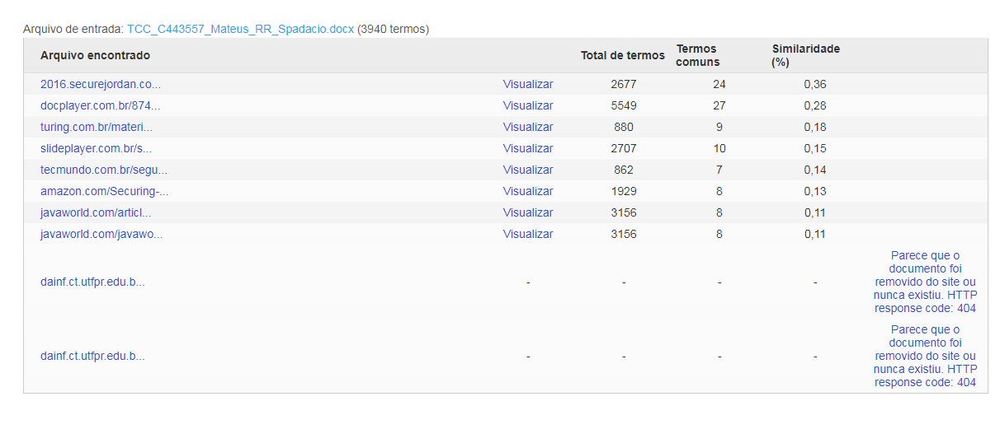 Arquivo de entrada: TCC_C443557_Mateus_RR_Spadacio.docx (3940 termos)
Arquivo encontrado Total de termos Termos comuns Similaridade (%)
2016.securejordan.co... Visualizar 2677 24 0,36
docplayer.com.br/874... Visualizar 5549 27 0,28
turing.com.br/materi... Visualizar 880 9 0,18
slideplayer.com.br/s... Visualizar 2707 10 0,15
tecmundo.com.br/segu... Visualizar 862 7 0,14
amazon.com/Securing-... Visualizar 1929 8 0,13
javaworld.com/articl... Visualizar 3156 8 0,11
javaworld.com/javawo... Visualizar 3156 8 0,11
dainf.ct.utfpr.edu.b... - - - -
Parece que o
documento foi
removido do site ou
nunca existiu. HTTP
response code: 404
dainf.ct.utfpr.edu.b... - - - -
Parece que o
documento foi
removido do site ou
nunca existiu. HTTP
response code: 404